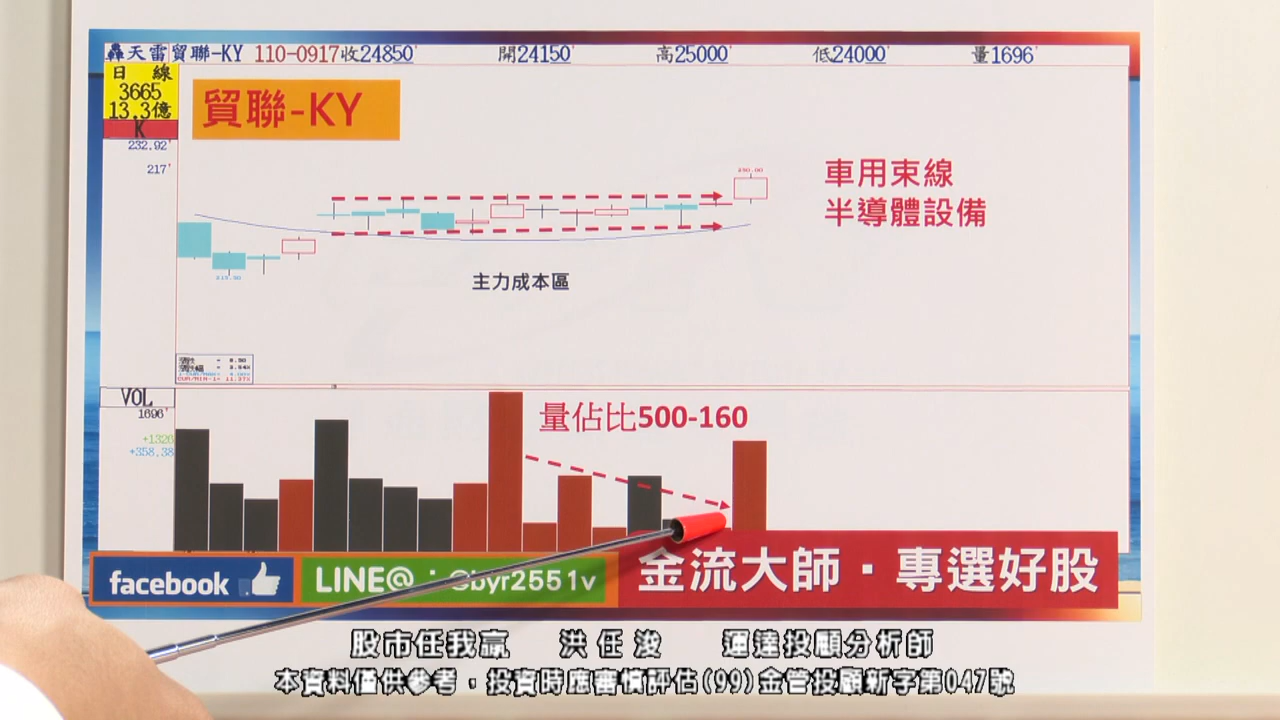 轟天雷貿聯-KY 110-0917收24850 開24150 高25000 低24000 量1696
日 線
3665
13.3億
K
232.92
217
貿聯-KY
車用束線
半導體設備
250.00
主力成本區
VOL
1696
+1326
+358.38
量佔比500-160
金流大師·專選好股
facebook
LINE@:@byr2551v
股市任我贏 洪任浚 運達投顧分析師
本資料僅供參考,投資時應審慎評估(99)金管投顧新字第047號